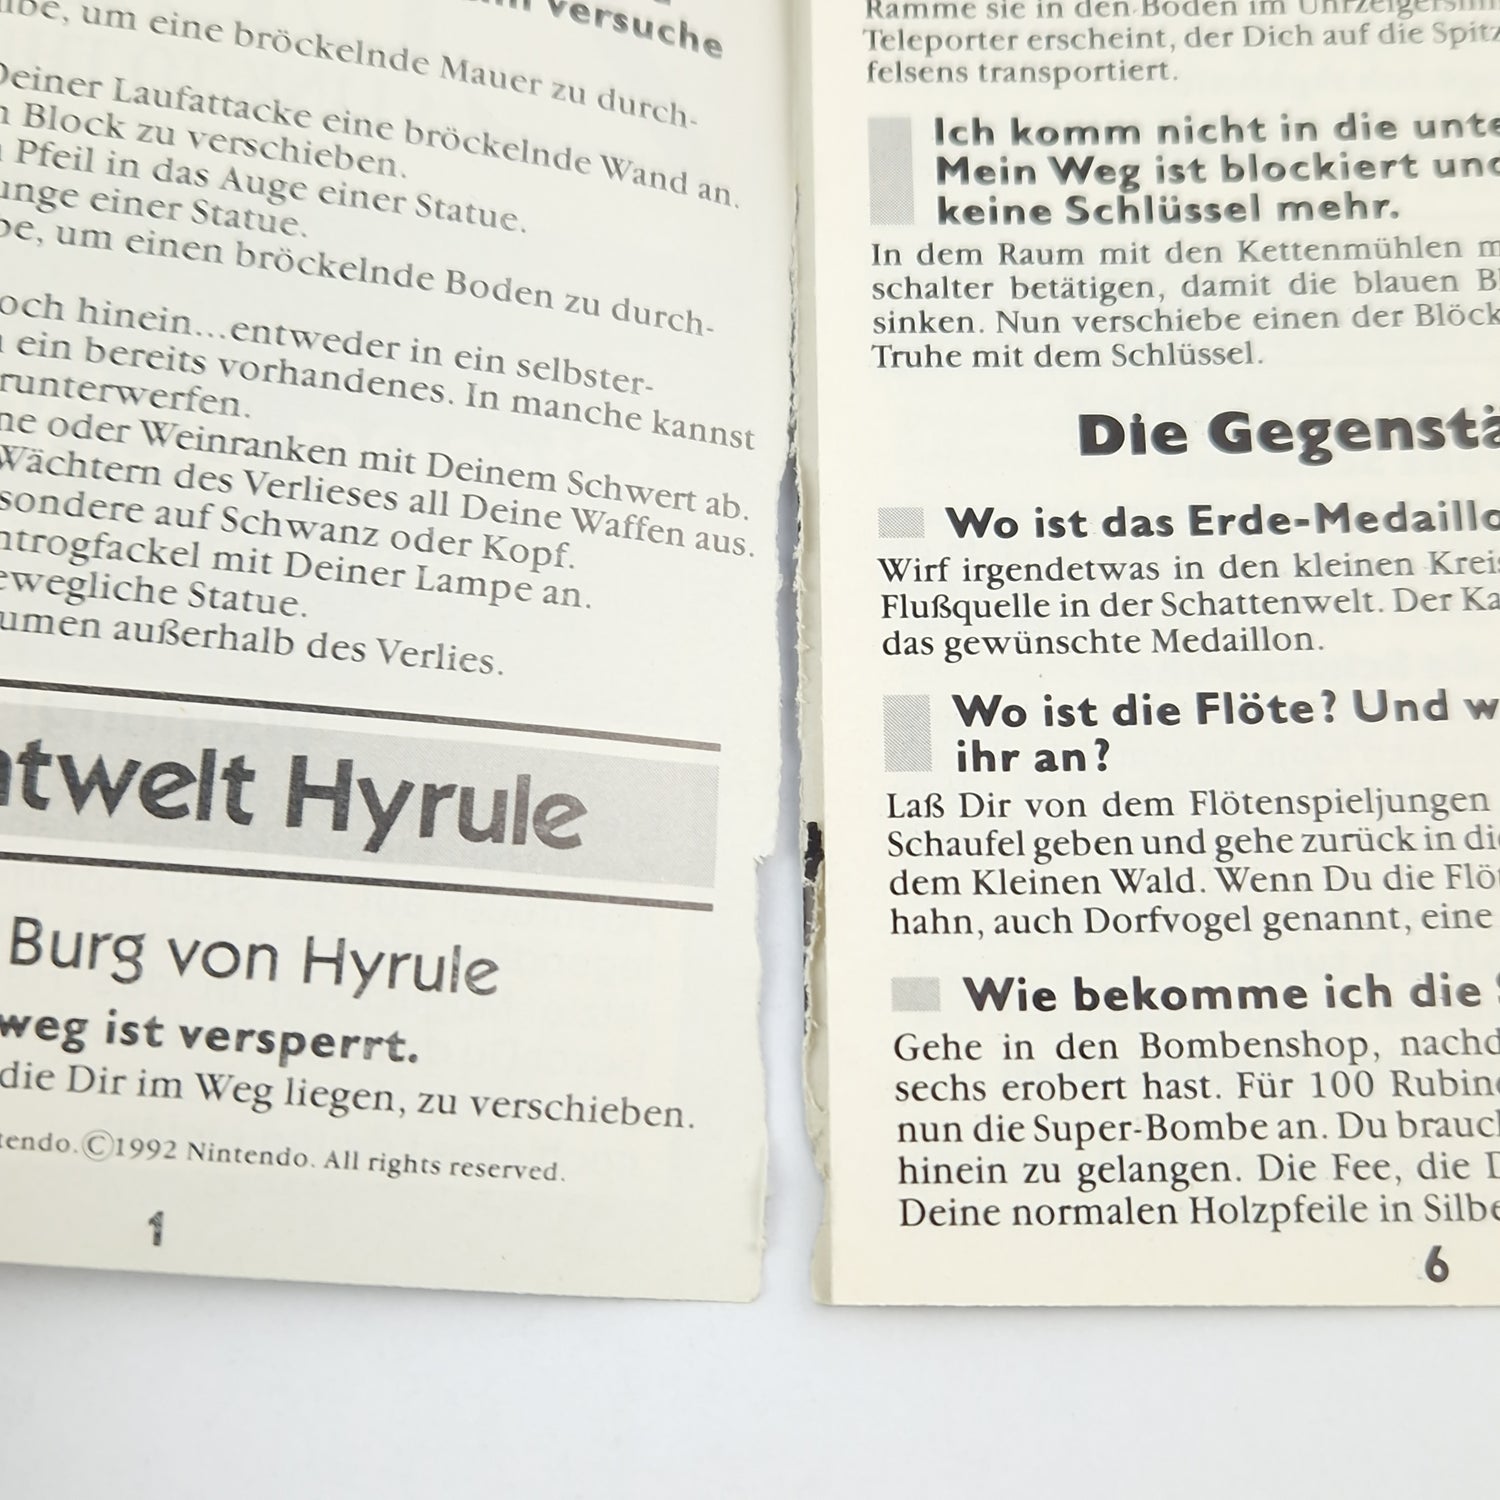 versuche
um eine bröckelnde Mauer zu durch-
Deiner Laufattacke eine bröckelnde Wand an.
Block zu verschieben.
Pfeil in das Auge einer Statue.
unge einer Statue.
be, um einen bröckelnde Boden zu durch-
och hinein...entweder in ein selbster-
ein bereits vorhandenes. In manche kannst
runterwerfen.
ne oder Weinranken mit Deinem Schwert ab.
Wächtern des Verlieses all Deine Waffen aus.
sondere auf Schwanz oder Kopf.
ntrogfackel mit Deiner Lampe an.
ewegliche Statue.
umen außerhalb des Verlies.
htwelt Hyrule
Burg von Hyrule
weg ist versperrt.
die Dir im Weg liegen, zu verschieben.
tendo. ©1992 Nintendo. All rights reserved.
1
Ramme sie in den Boden im
Teleporter erscheint, der Dich auf die Spitz
felsens transportiert.
Ich komm nicht in die unte
Mein Weg ist blockiert und
keine Schlüssel mehr.
In dem Raum mit den Kettenmühlen m
schalter betätigen, damit die blauen Bl
sinken. Nun verschiebe einen der Blöck
Truhe mit dem Schlüssel.
Die Gegenstä
Wo ist das Erde-Medaillo
Wirf irgendetwas in den kleinen Kreis
Flußquelle in der Schattenwelt. Der Ka
das gewünschte Medaillon.
Wo ist die Flöte? Und w
ihr an?
Laß Dir von dem Flötenspieljungen
Schaufel geben und gehe zurück in die
dem Kleinen Wald. Wenn Du die Flöt
hahn, auch Dorfvogel genannt, eine
Wie bekomme ich die S
Gehe in den Bombenshop, nachd
sechs erobert hast. Für 100 Rubine
nun die Super-Bombe an. Du brauch
hinein zu gelangen. Die Fee, die D
Deine normalen Holzpfeile in Silbe
6